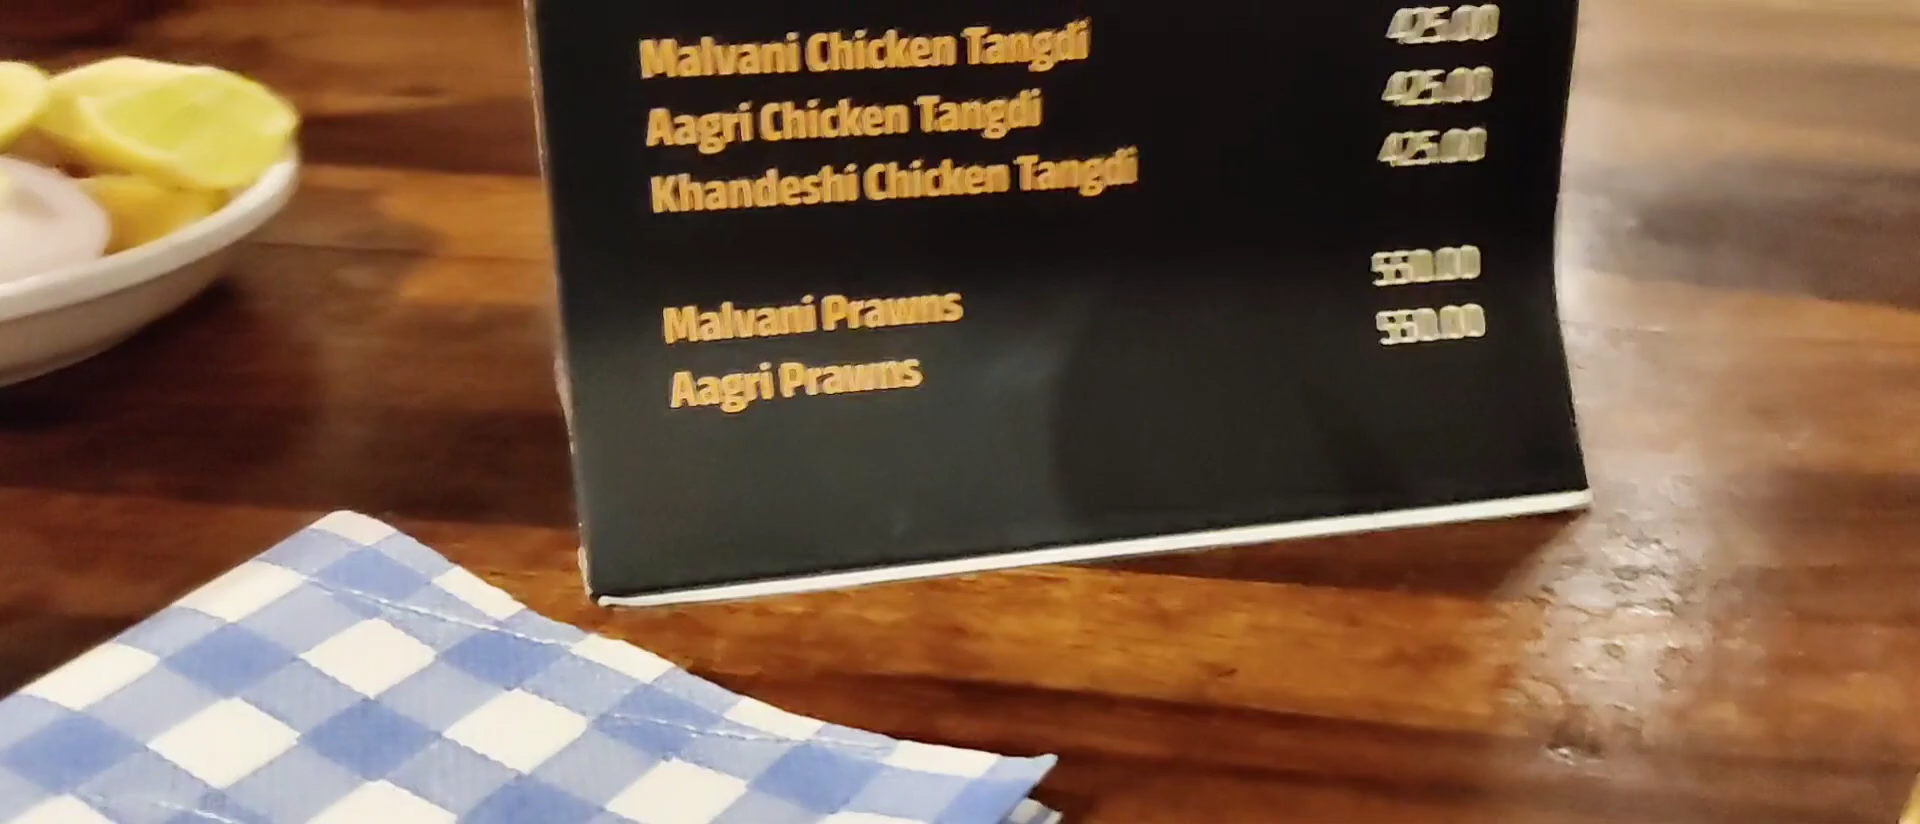 Malvani Chicken Tangdi 425.00
Aagri Chicken Tangdi 425.00
Khandeshi Chicken Tangdi 425.00
Malvani Prawns 550.00
Aagri Prawns 550.00